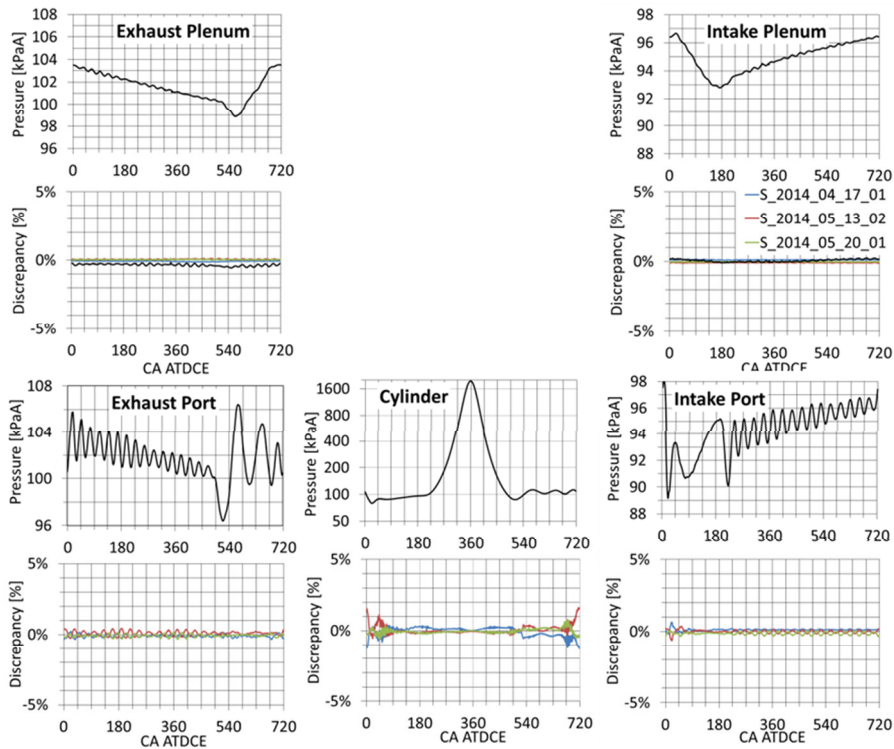 Exhaust Plenum
Pressure [kPaA]
108
106
104
102
100
98
96
0 180 360 540 720
Intake Plenum
Pressure [kPaA]
98
96
94
92
90
88
0 180 360 540 720
Discrepancy [%]
5%
0%
-5%
0 180 360 540 720
CA ATDCE
Discrepancy [%]
5%
0%
-5%
S_2014_04_17_01
S_2014_05_13_02
S_2014_05_20_01
0 180 360 540 720
CA ATDCE
Exhaust Port
Pressure [kPaA]
108
104
100
96
0 180 360 540 720
Cylinder
Pressure [kPaA]
1600
800
400
200
100
50
0 180 360 540 720
Intake Port
Pressure [kPaA]
98
96
94
92
90
88
0 180 360 540 720
Discrepancy [%]
5%
0%
-5%
0 180 360 540 720
CA ATDCE
Discrepancy [%]
5%
0%
-5%
0 180 360 540 720
CA ATDCE
Discrepancy [%]
5%
0%
-5%
0 180 360 540 720
CA ATDCE